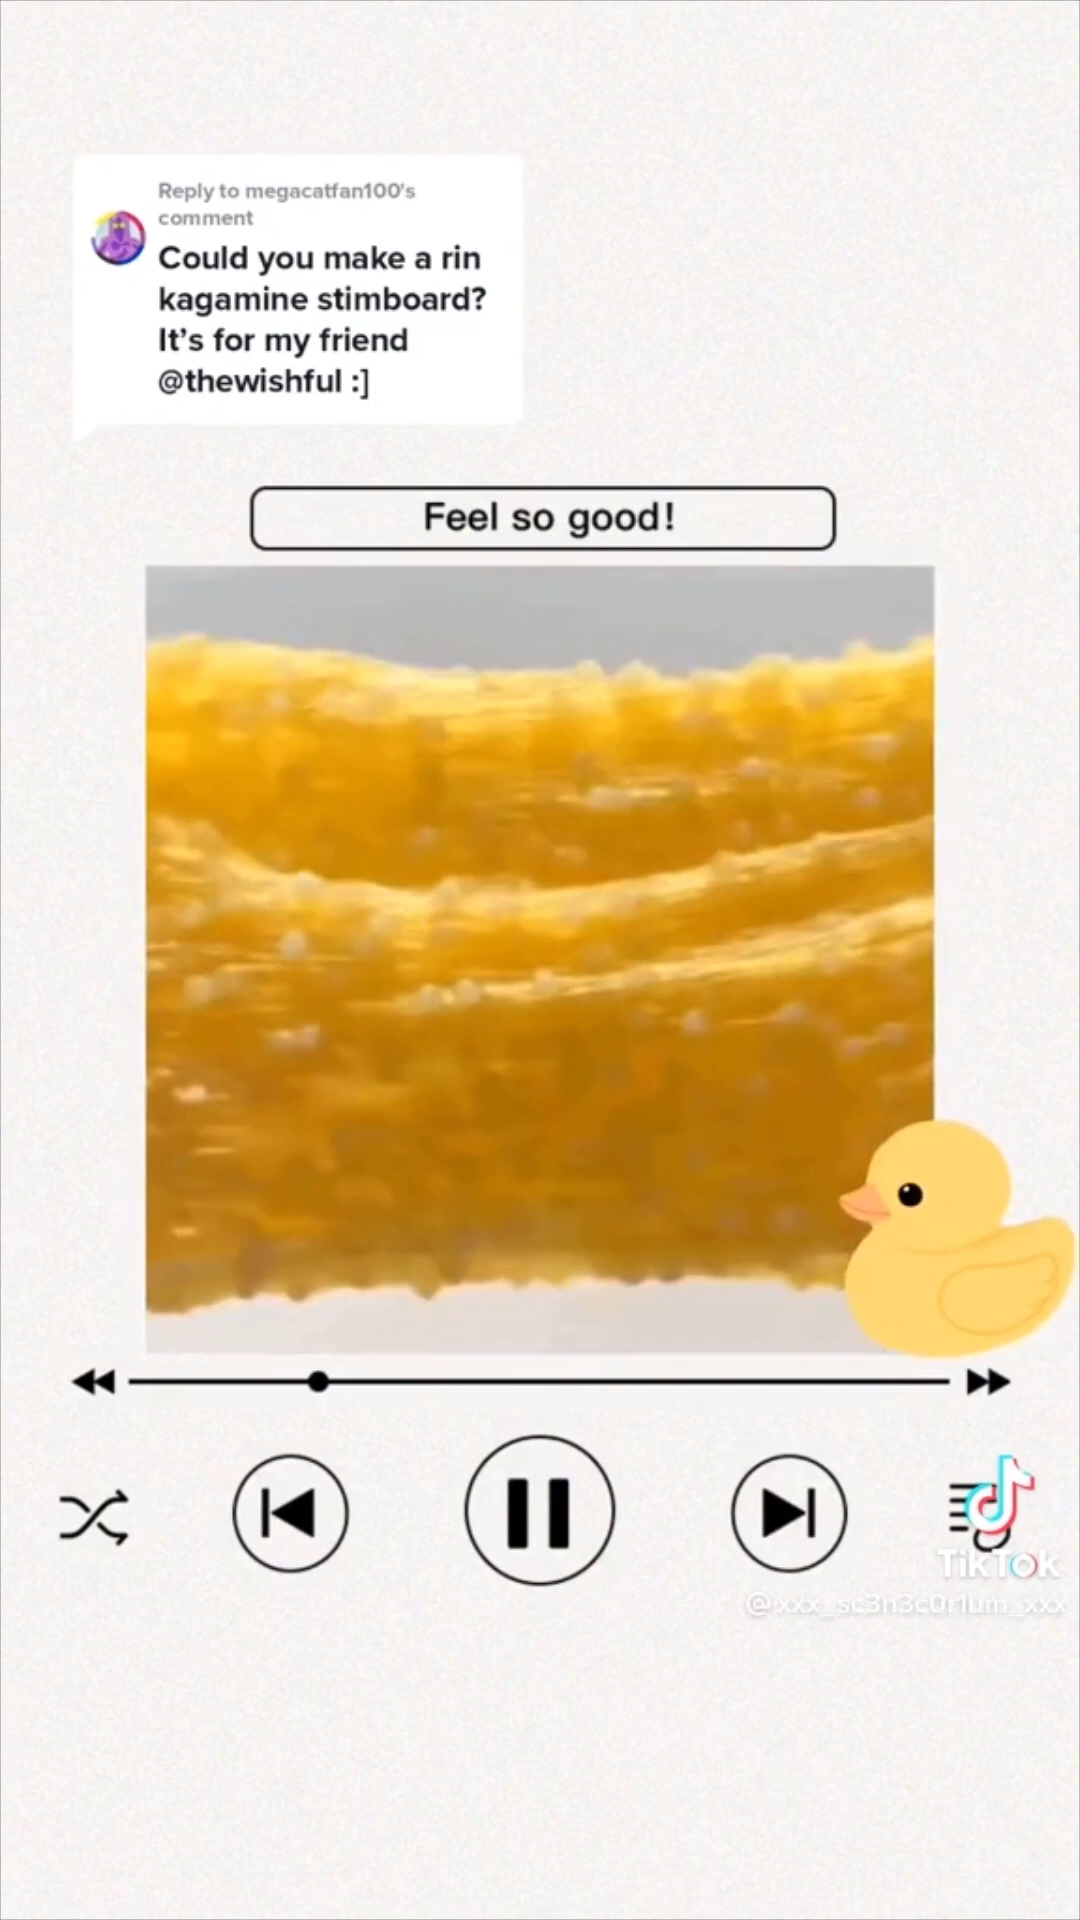 Reply to megacatfan100's
comment
Could you make a rin
kagamine stimboard?
It's for my friend
@thewishful :]
Feel so good!
TikTok
@xxx_sc3n3c0r1um_xxx